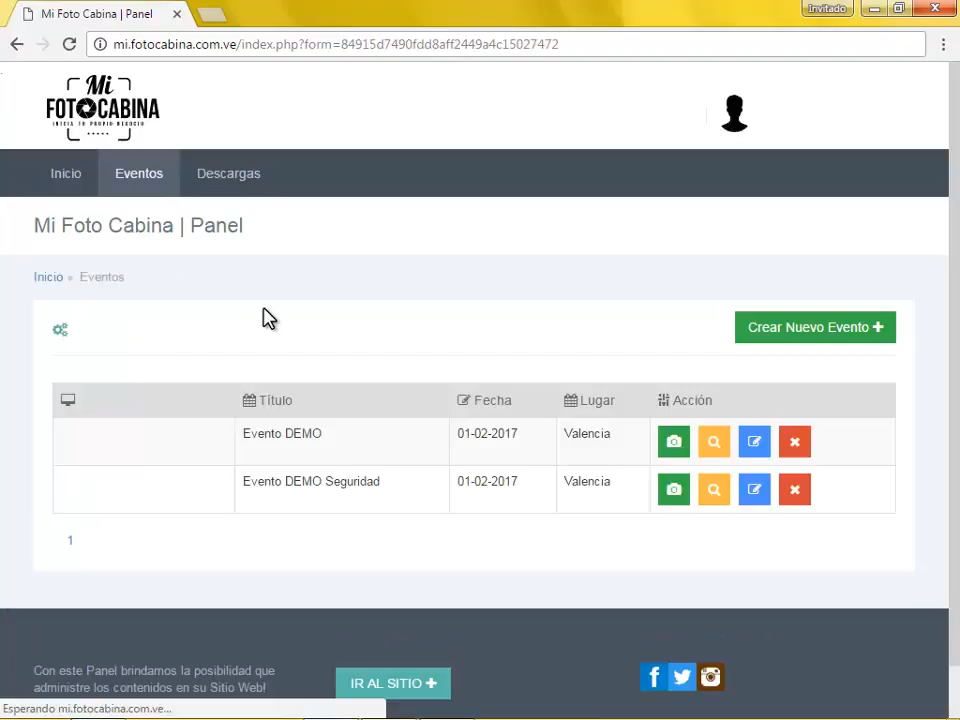 Mi Foto Cabina | Panel
Invitado
mi.fotocabina.com.ve/index.php?form=84915d7490fdd8aff2449a4c15027472
Mi
FOTOCABINA
INICIA TU PROPIO NEGOCIO
Inicio Eventos Descargas
Mi Foto Cabina | Panel
Inicio Eventos
Crear Nuevo Evento
Título Fecha Lugar Acción
Evento DEMO 01-02-2017 Valencia
Evento DEMO Seguridad 01-02-2017 Valencia
1
Con este Panel brindamos la posibilidad que
administre los contenidos en su Sitio Web!
IR AL SITIO
Esperando mi.fotocabina.com.ve...